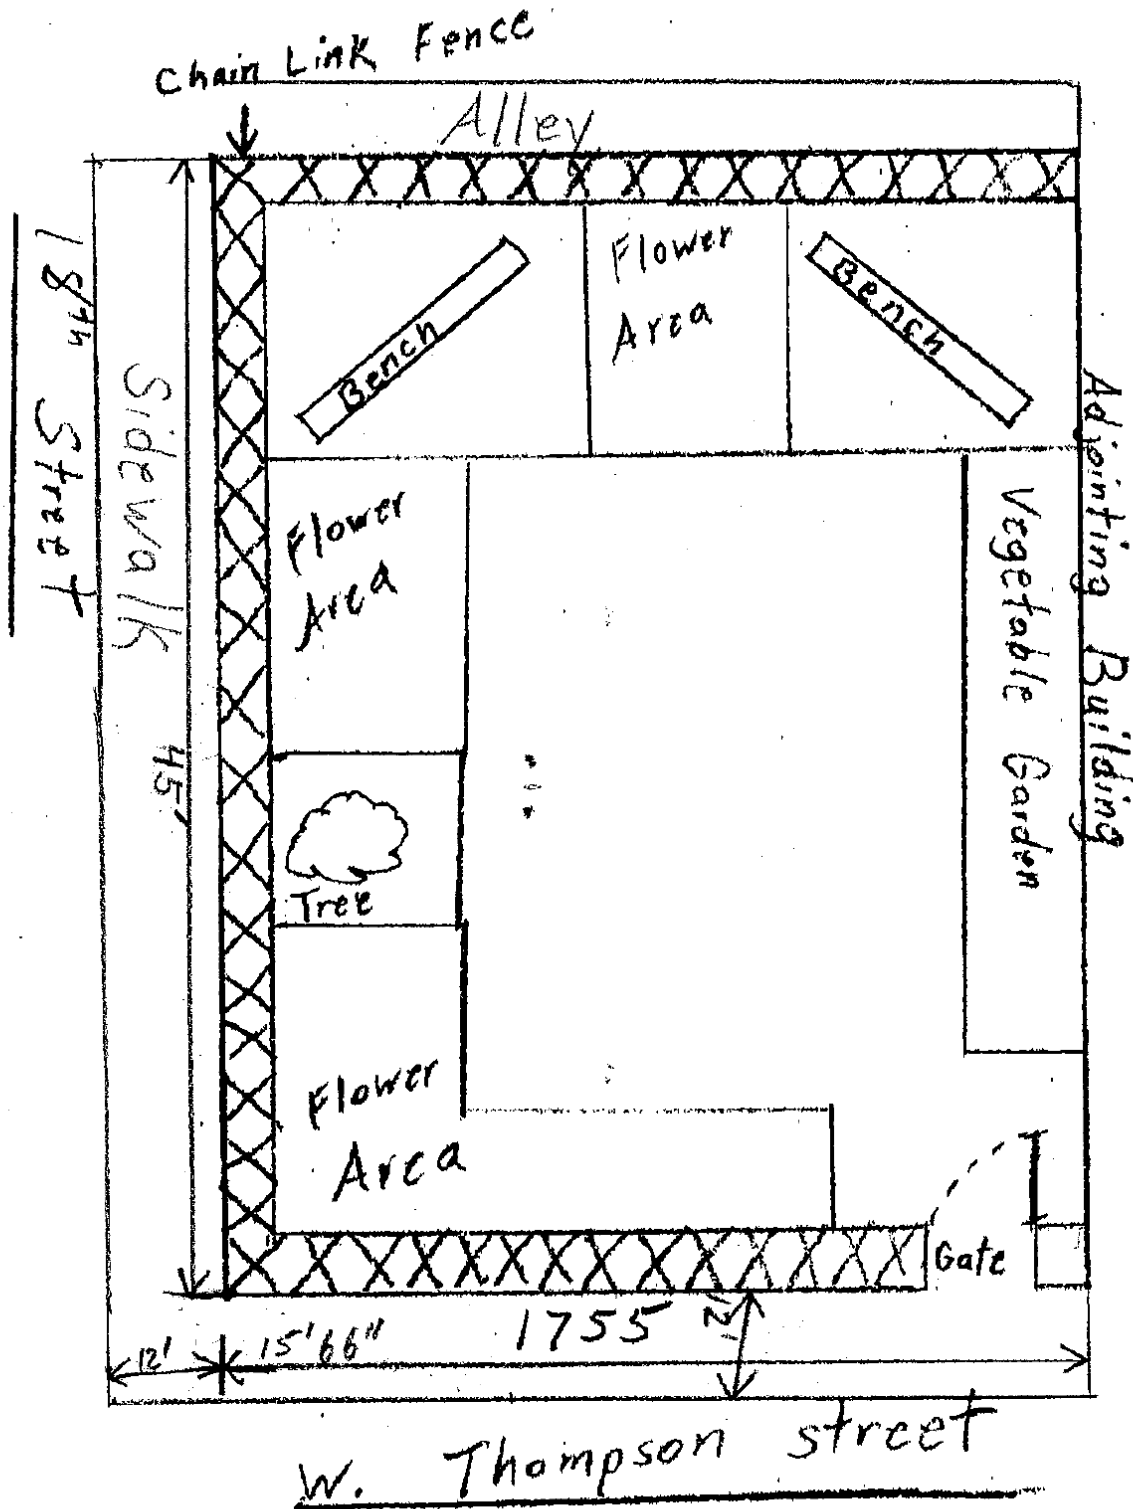 Chain Link Fence
Alley
18th Street
Sidewalk
45'
Bench
Flower
Area
Bench
Adjointing Building
Flower
Area
Vegetable Garden
Tree
Flower
Area
Gate
12'
15'66"
1755
W. Thompson street